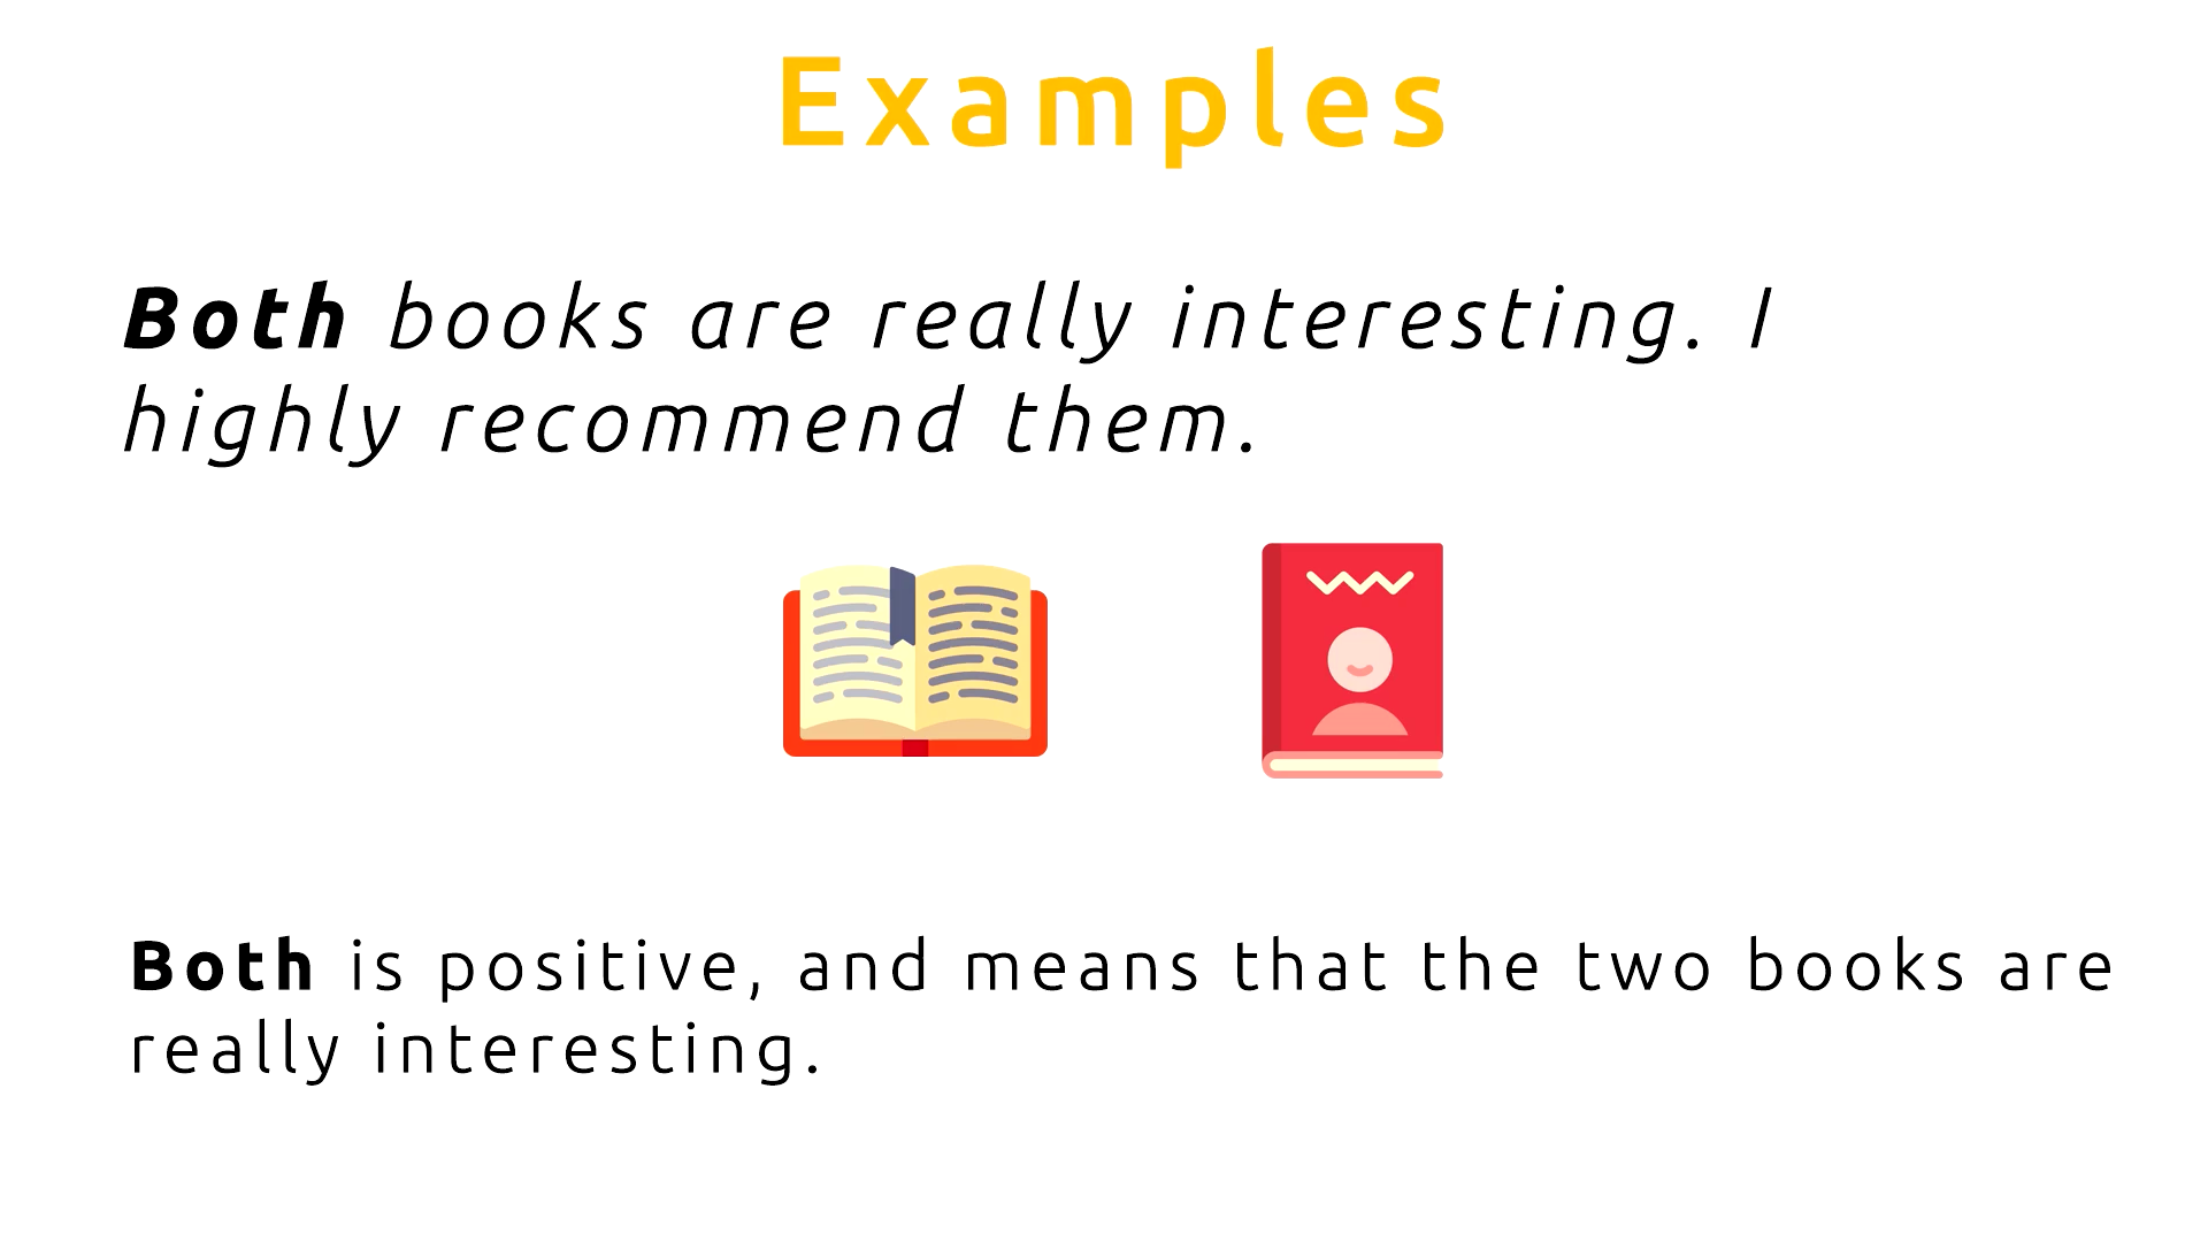 Examples
Both books are really interesting. I
highly recommend them.
Both is positive, and means that the two books are
really interesting.